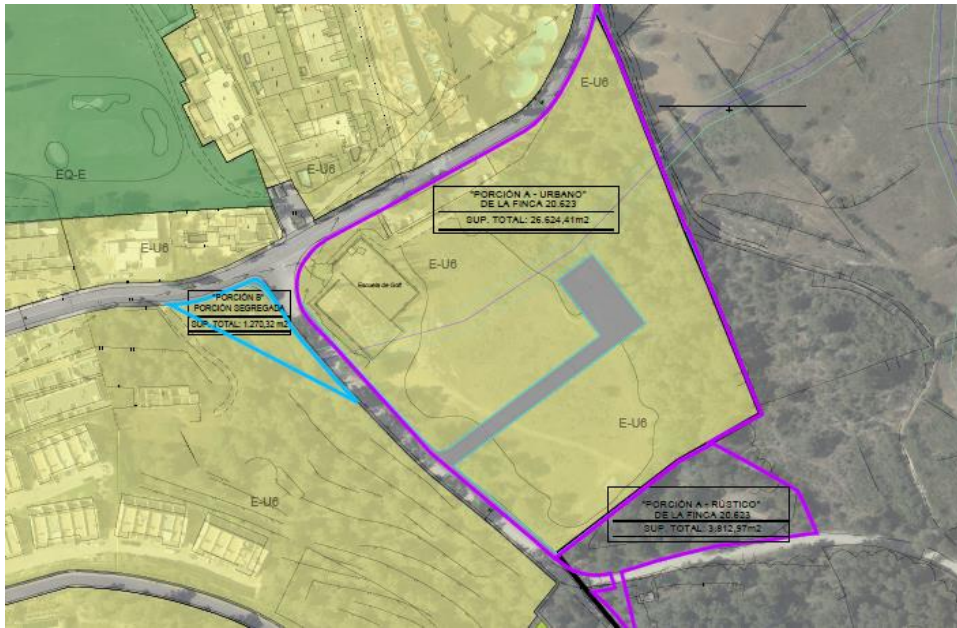 E-U6
E-U6
EQ-E
"PORCIÓN A - URBANO"
DE LA FINCA 20.623
SUP. TOTAL: 26.624,41m2
E-U6
E-U6
Escuela de Golf
"PORCIÓN B"
PORCIÓN SEGREGADA
SUP. TOTAL: 1.270,32 m2
E-U6
E-U6
"PORCIÓN A - RÚSTICO"
DE LA FINCA 20.623
SUP. TOTAL: 3.812,97m2